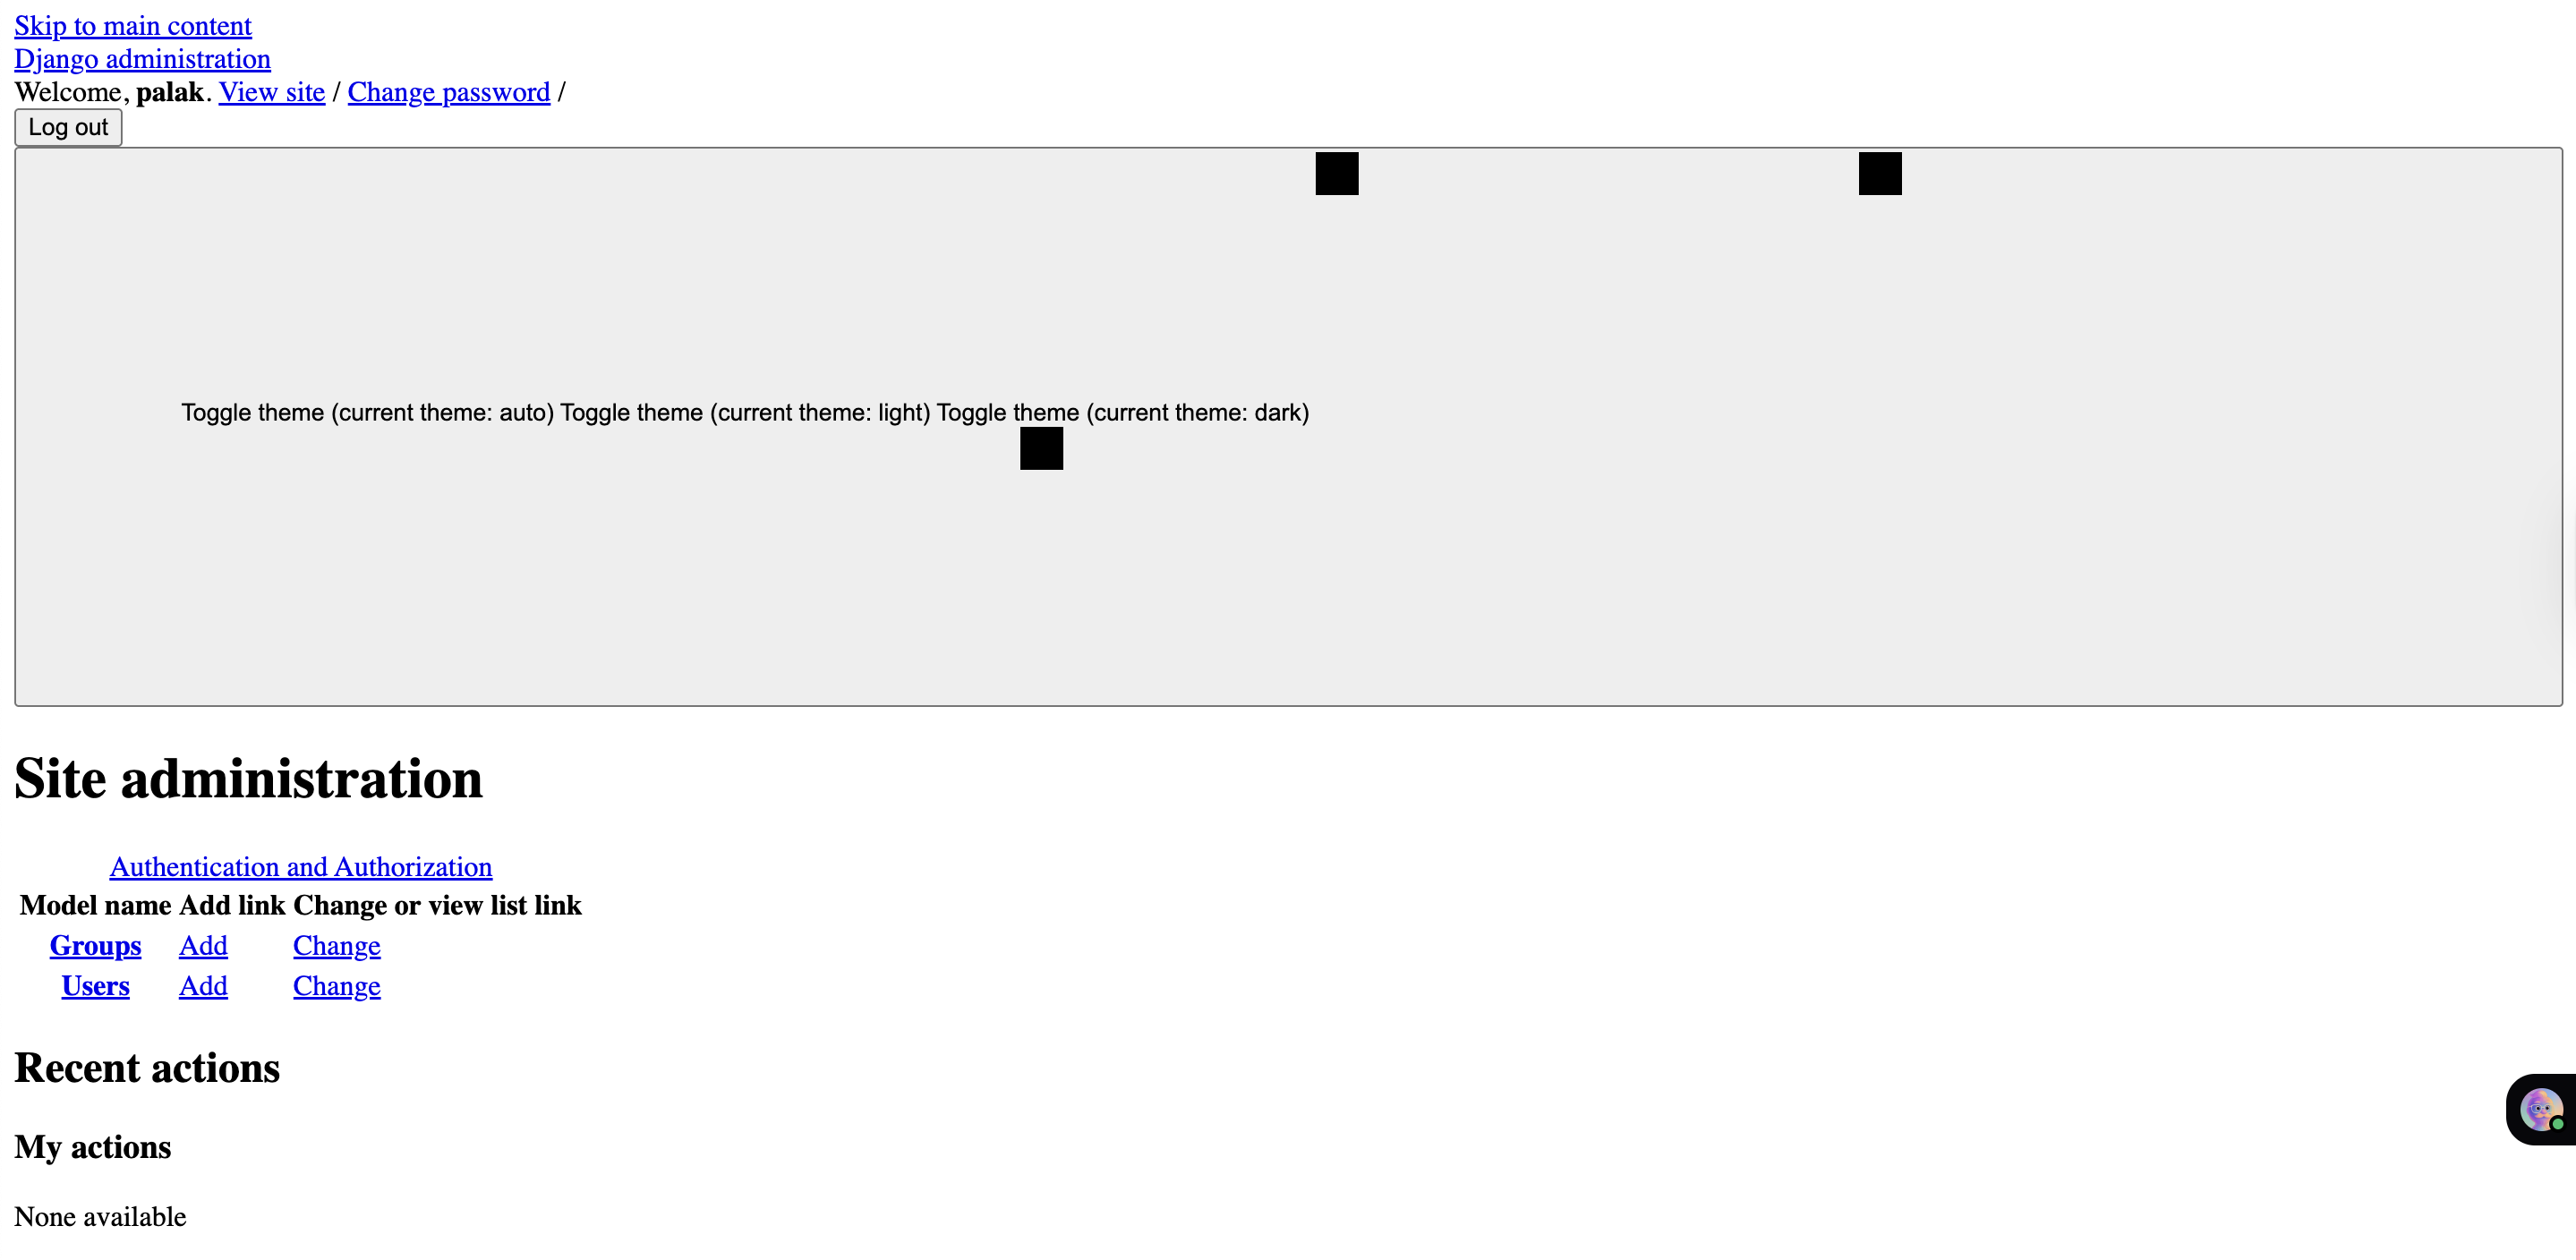 Skip to main content
Django administration
Welcome, palak. View site / Change password /
Log out
Toggle theme (current theme: auto) Toggle theme (current theme: light) Toggle theme (current theme: dark)
Site administration
Authentication and Authorization
Model name Add link Change or view list link
Groups Add Change
Users Add Change
Recent actions
My actions
None available